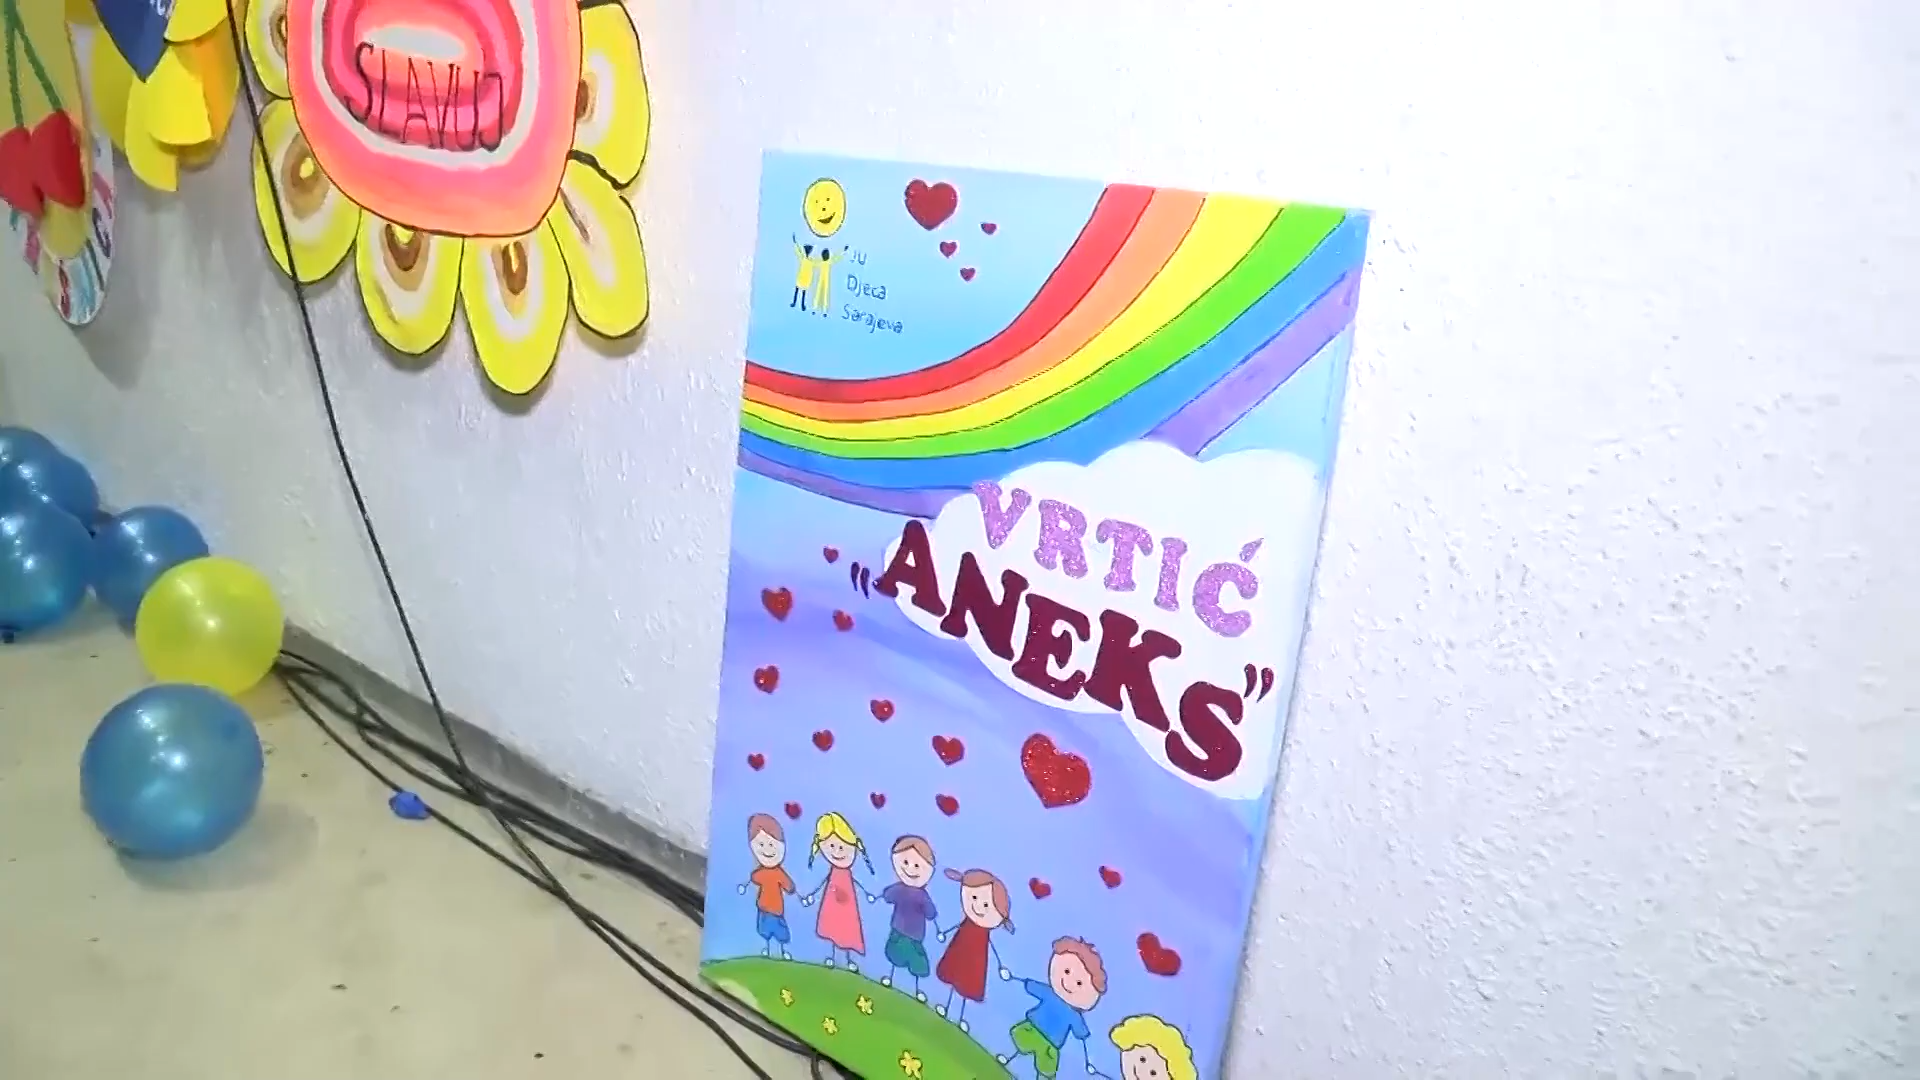 SLAVUJ
JU
Djeca
Sarajeva
VRTIĆ
„ANEKS”